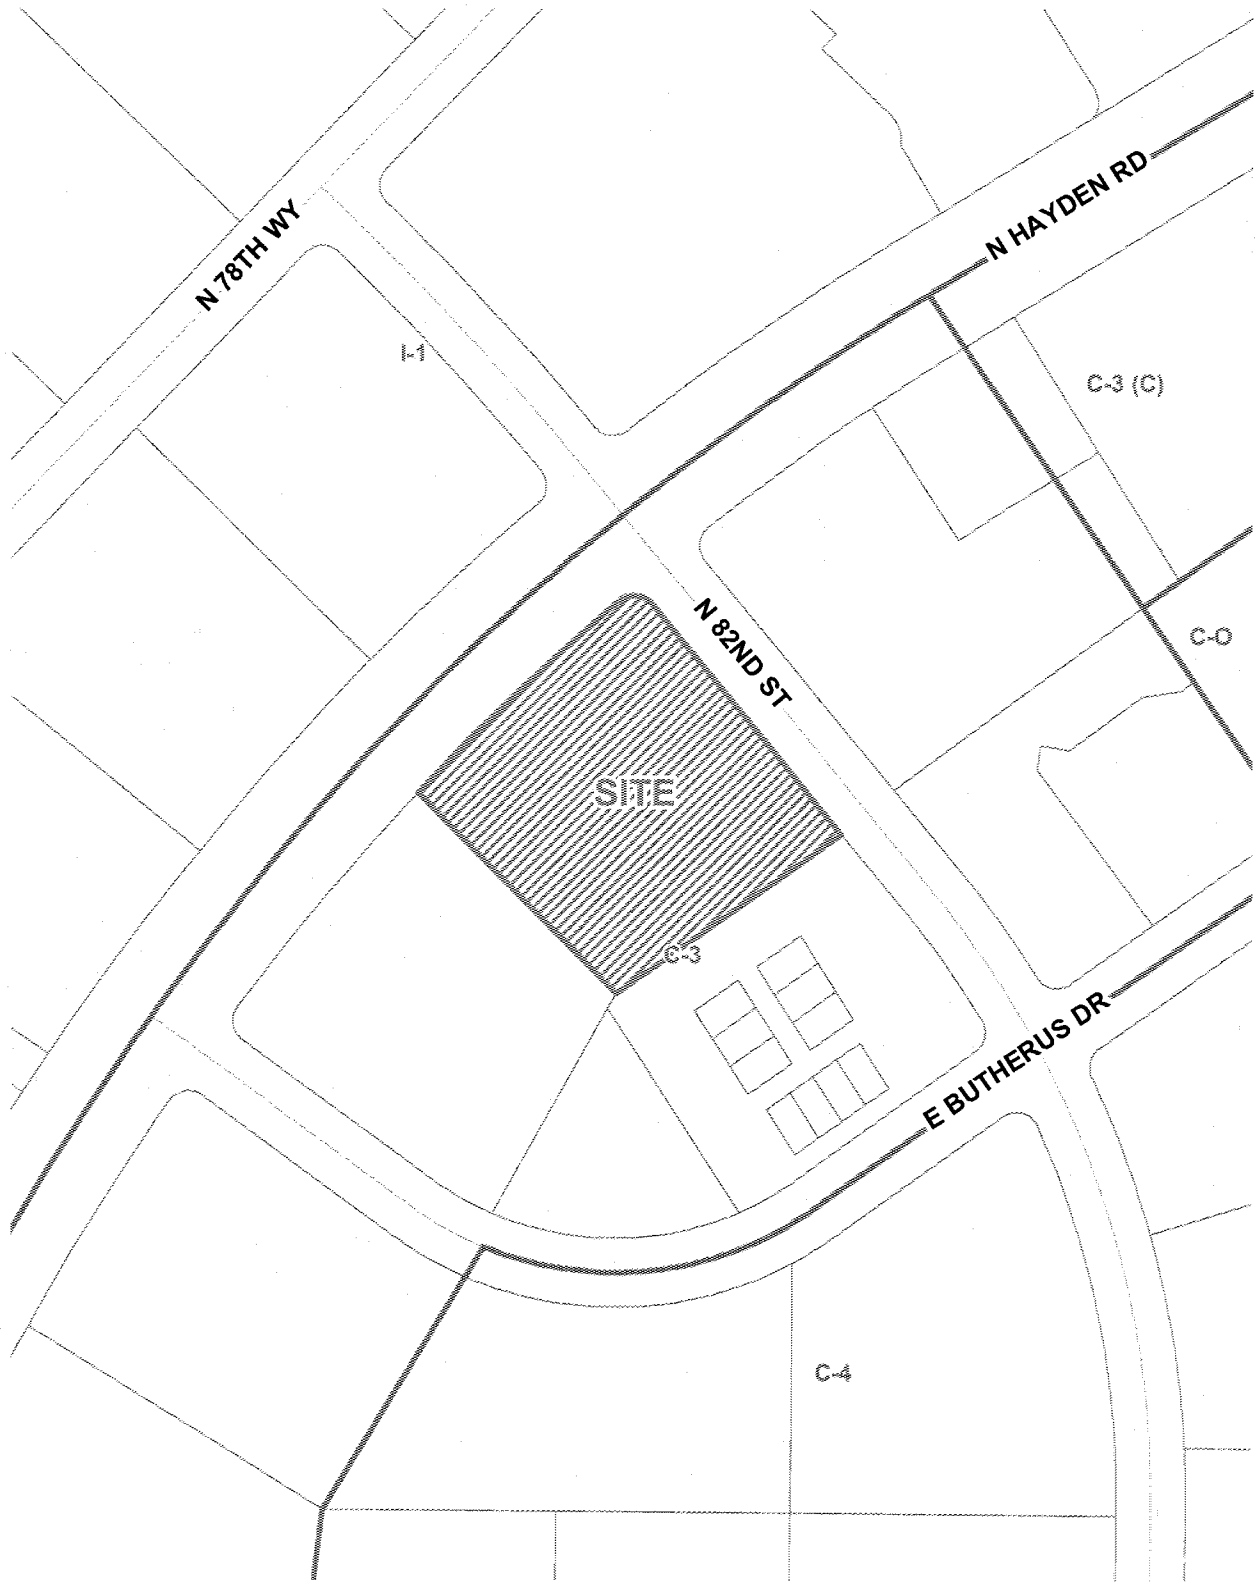 N HAYDEN RD
N 78TH WY
I-1
C-3 (C)
N 82ND ST
C-O
SITE
C-3
E BUTHERUS DR
C-4